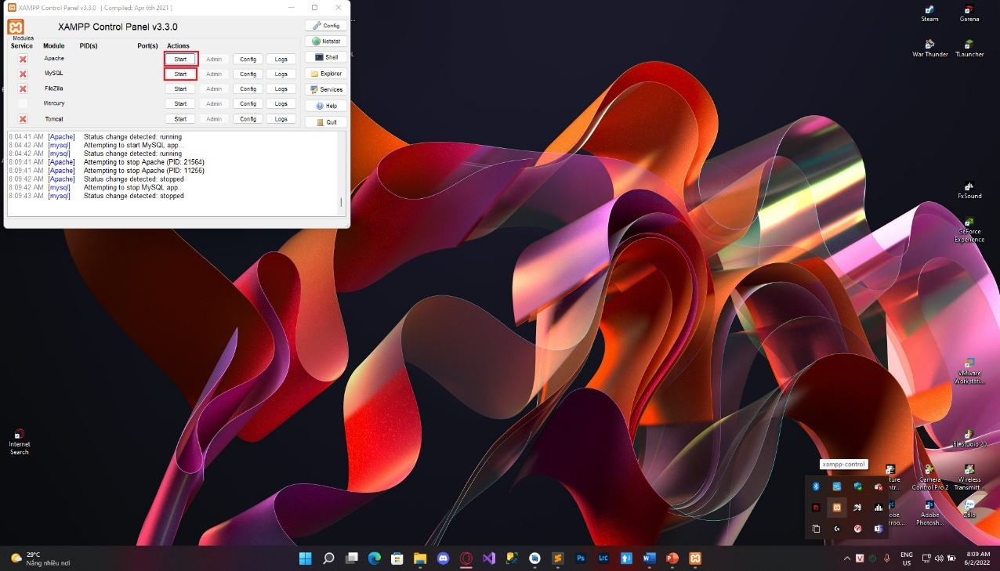 XAMPP Control Panel v3.3.0 [ Compiled: Apr 6th 2021 ]
XAMPP Control Panel v3.3.0
Config
Modules
Service Module PID(s) Port(s) Actions
Netstat
Apache Start Admin Config Logs
Shell
MySQL Start Admin Config Logs
Explorer
FileZilla Start Admin Config Logs
Services
Mercury Start Admin Config Logs
Help
Tomcat Start Admin Config Logs
Quit
8:04:41 AM [Apache] Status change detected: running
8:04:42 AM [mysql] Attempting to start MySQL app...
8:04:42 AM [mysql] Status change detected: running
8:09:41 AM [Apache] Attempting to stop Apache (PID: 21564)
8:09:41 AM [Apache] Attempting to stop Apache (PID: 11256)
8:09:42 AM [Apache] Status change detected: stopped
8:09:42 AM [mysql] Attempting to stop MySQL app...
8:09:43 AM [mysql] Status change detected: stopped
Steam Garena
War Thunder TLauncher
FxSound
GeForce
Experience
VMware
Workstati...
Internet
Search
FL Studio 20
xampp-control
Camera
Control Pro 2
Wireless
Transmitt...
Adobe
Photosh...
Zalo
29°C
Nắng nhiều nơi
Ps LrC
ENG
US
8:09 AM
6/2/2022